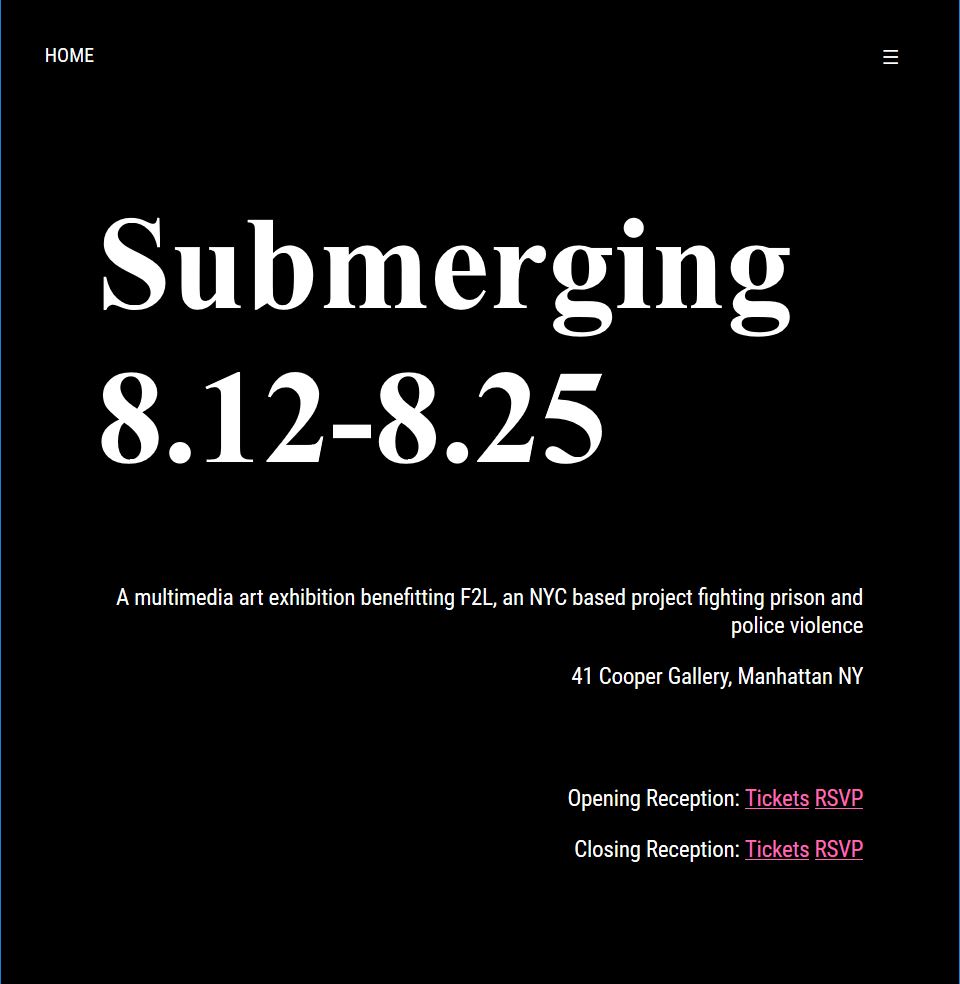 HOME
Submerging
8.12-8.25
A multimedia art exhibition benefitting F2L, an NYC based project fighting prison and
police violence
41 Cooper Gallery, Manhattan NY
Opening Reception: Tickets RSVP
Closing Reception: Tickets RSVP